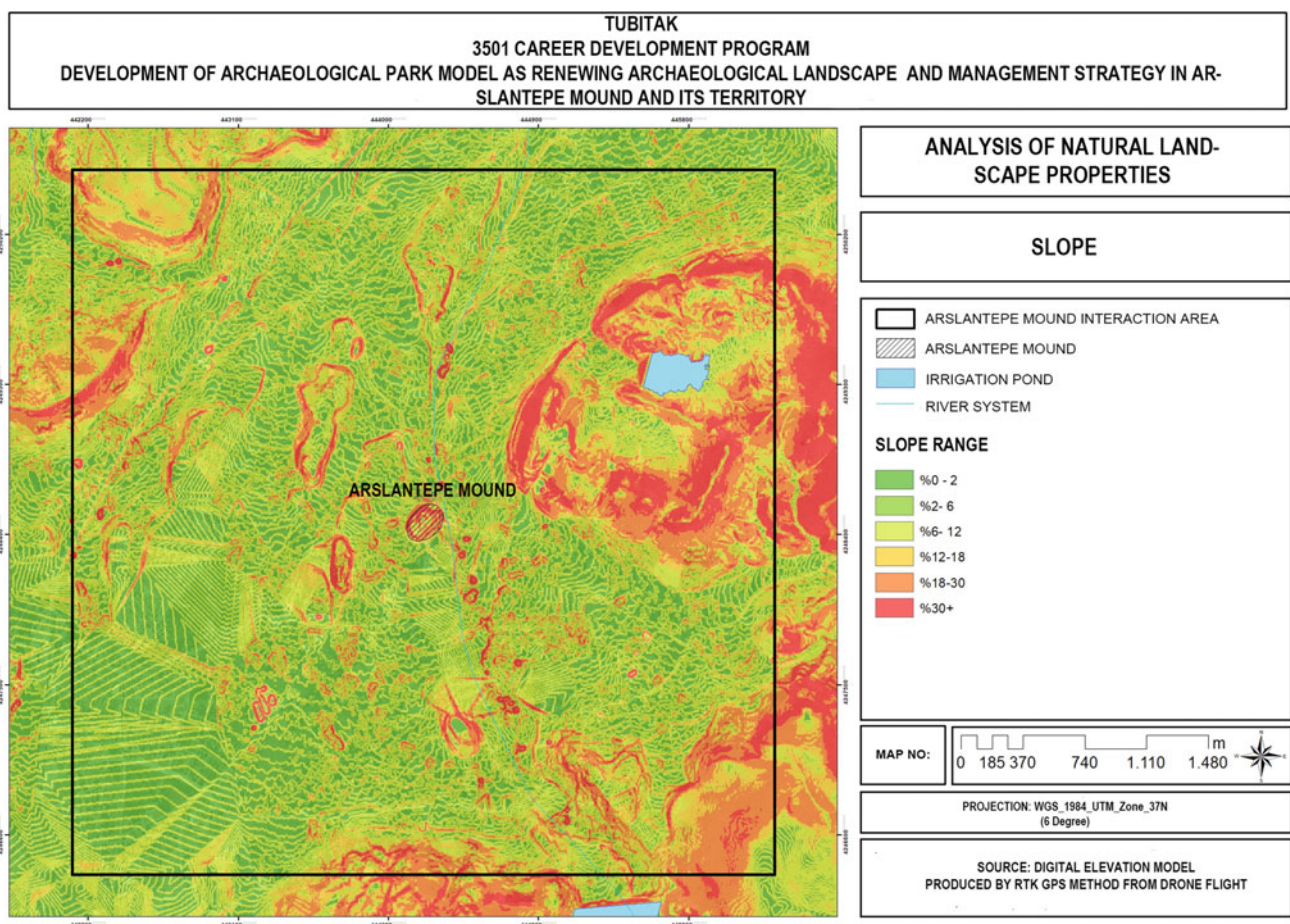 TUBITAK
3501 CAREER DEVELOPMENT PROGRAM
DEVELOPMENT OF ARCHAEOLOGICAL PARK MODEL AS RENEWING ARCHAEOLOGICAL LANDSCAPE AND MANAGEMENT STRATEGY IN AR-
SLANTEPE MOUND AND ITS TERRITORY
442200 443100 444000 444900 445800
ARSLANTEPE MOUND
ANALYSIS OF NATURAL LAND-
SCAPE PROPERTIES
SLOPE
ARSLANTEPE MOUND INTERACTION AREA
ARSLANTEPE MOUND
IRRIGATION POND
RIVER SYSTEM
SLOPE RANGE
%0 - 2
%2- 6
%6- 12
%12-18
%18-30
%30+
MAP NO:
m
0 185 370 740 1.110 1.480
PROJECTION: WGS_1984_UTM_Zone_37N
(6 Degree)
SOURCE: DIGITAL ELEVATION MODEL
PRODUCED BY RTK GPS METHOD FROM DRONE FLIGHT